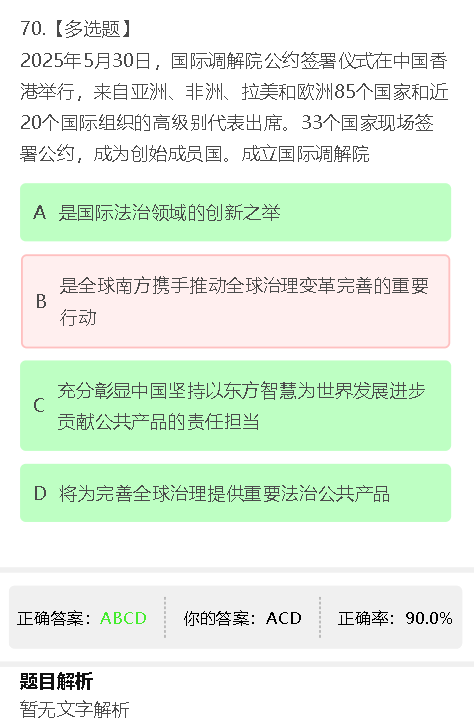 70.【多选题】
2025年5月30日，国际调解院公约签署仪式在中国香
港举行，来自亚洲、非洲、拉美和欧洲85个国家和近
20个国际组织的高级别代表出席。33个国家现场签
署公约，成为创始成员国。成立国际调解院
A 是国际法治领域的创新之举
B 是全球南方携手推动全球治理变革完善的重要
行动
C 充分彰显中国坚持以东方智慧为世界发展进步
贡献公共产品的责任担当
D 将为完善全球治理提供重要法治公共产品
正确答案：ABCD 你的答案：ACD 正确率：90.0%
题目解析
暂无文字解析